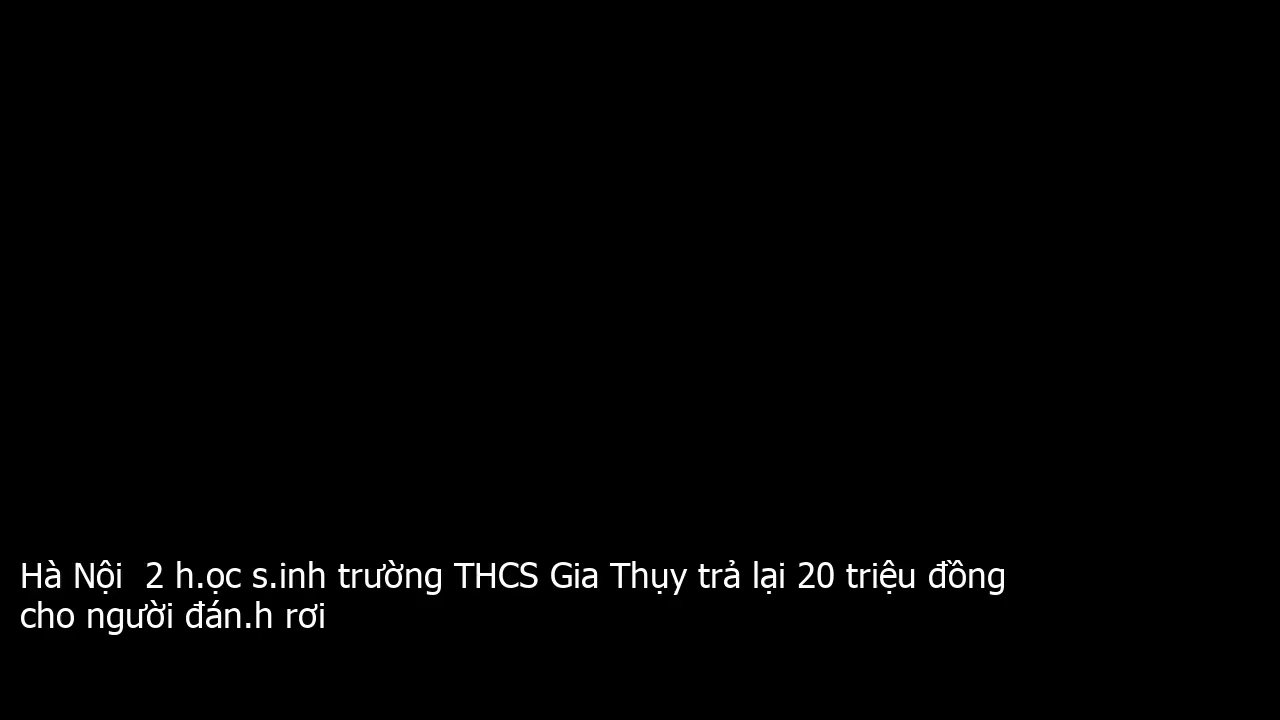 Hà Nội  2 h.ọc s.inh trường THCS Gia Thụy trả lại 20 triệu đồng
cho người đán.h rơi